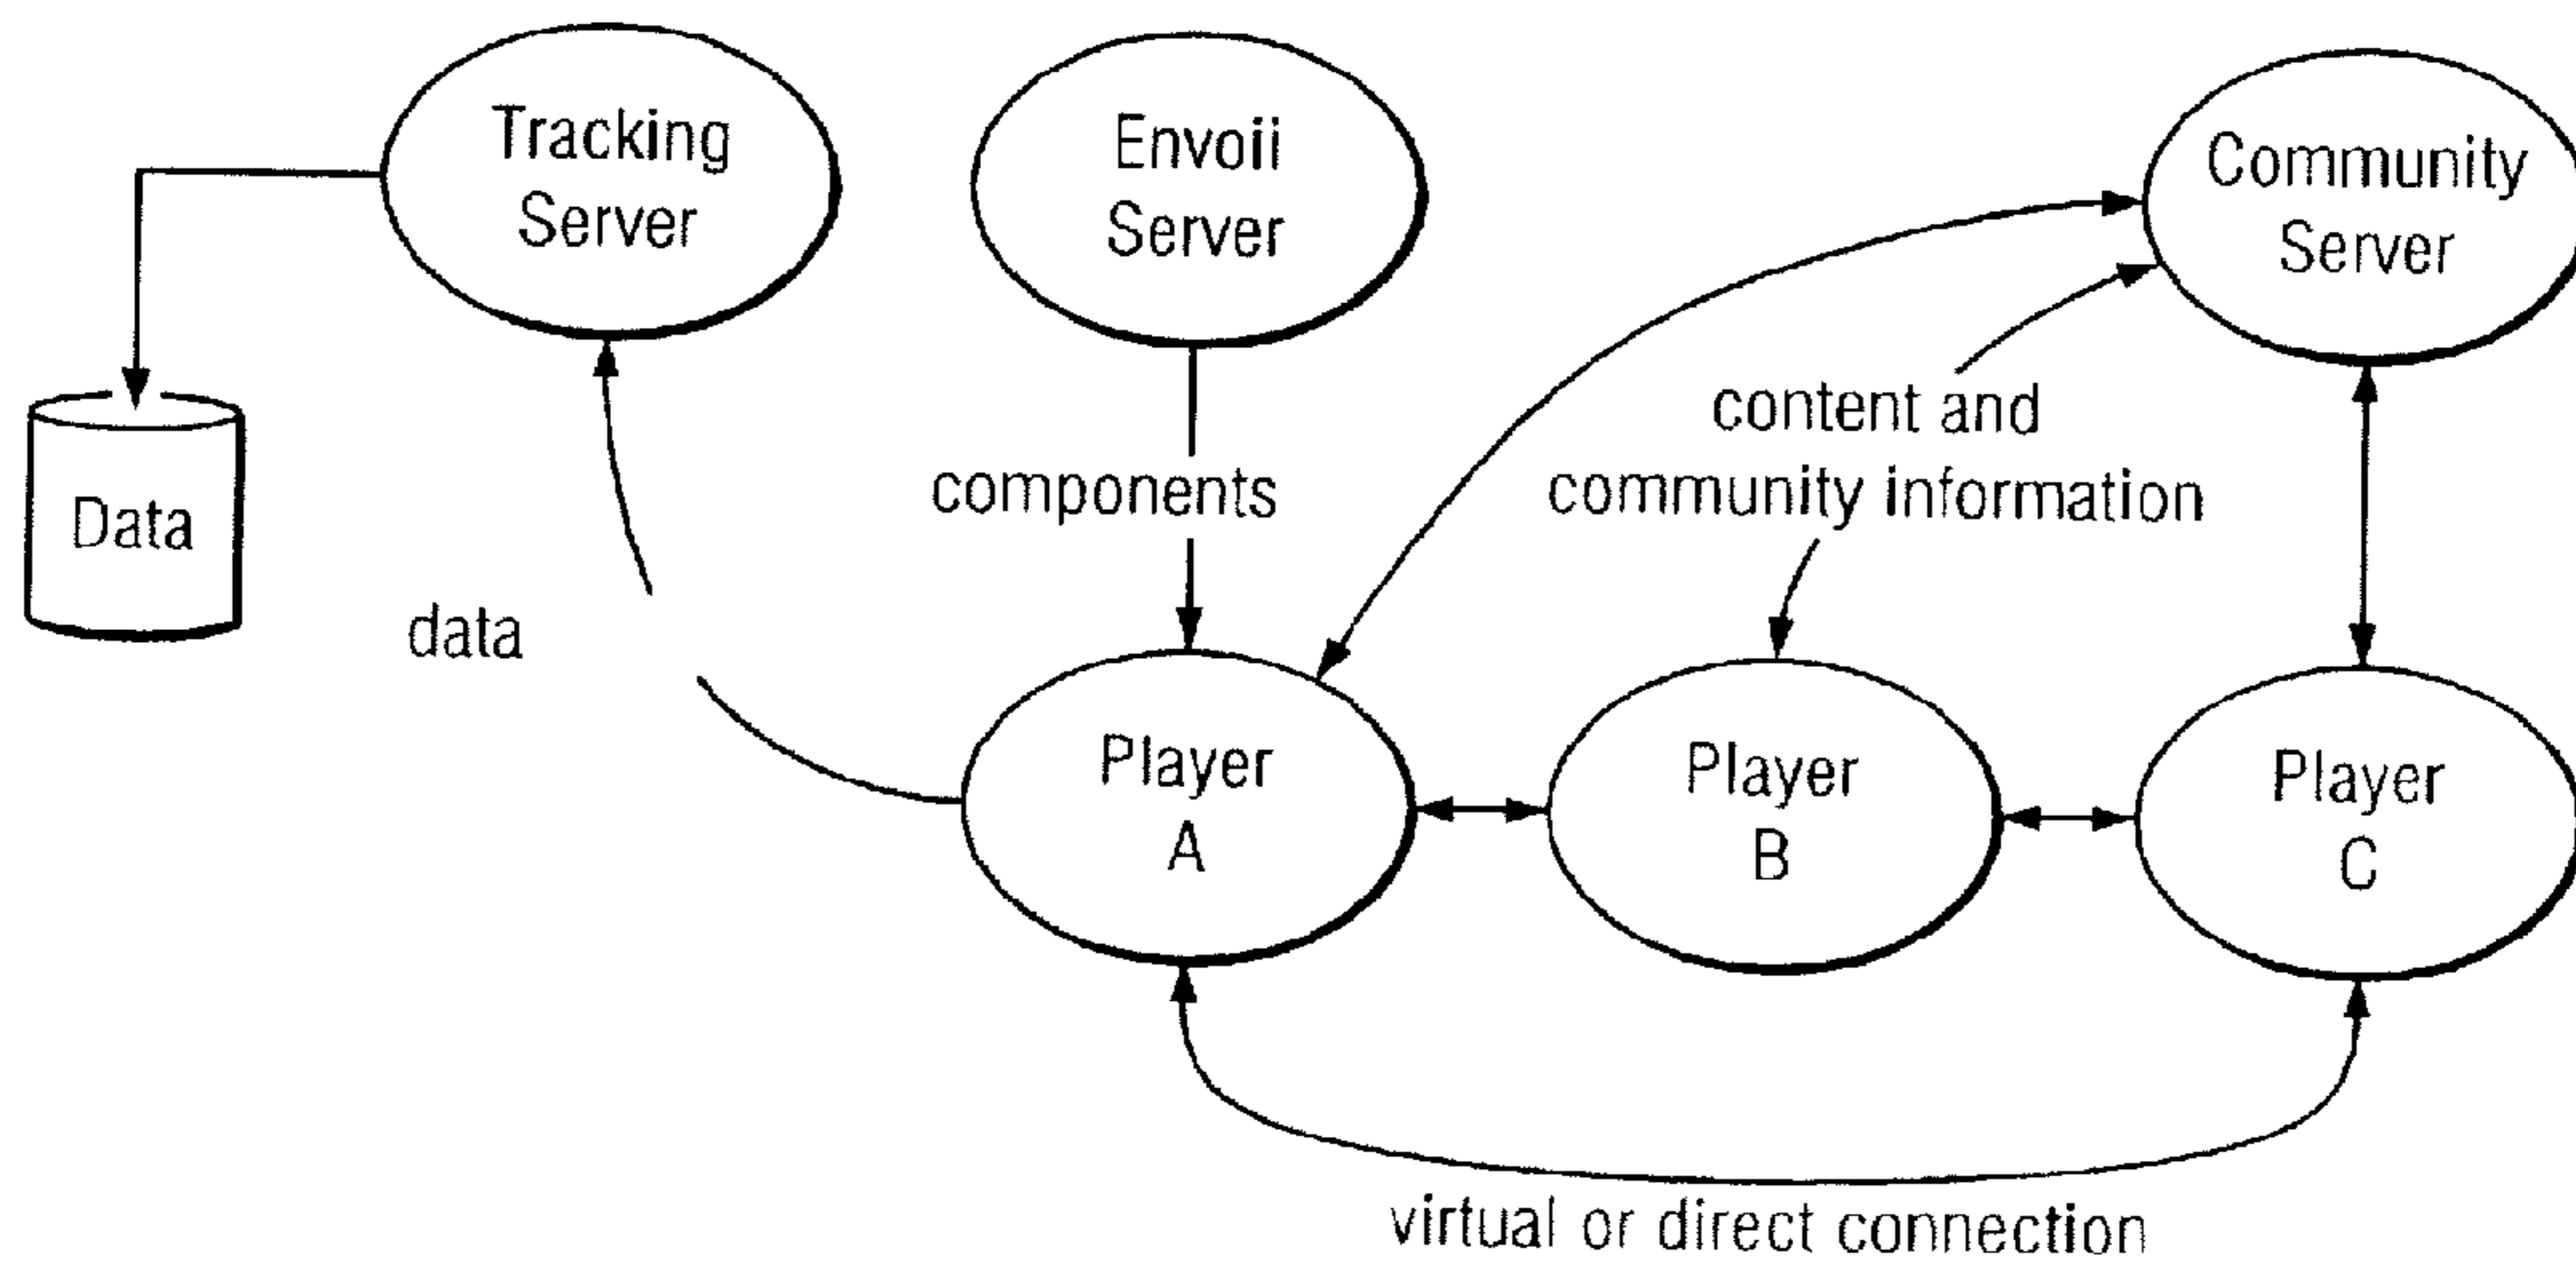 Tracking
Server
Envoii
Server
Community
Server
content and
community information
components
Data
data
Player
A
Player
B
Player
C
virtual or direct connection